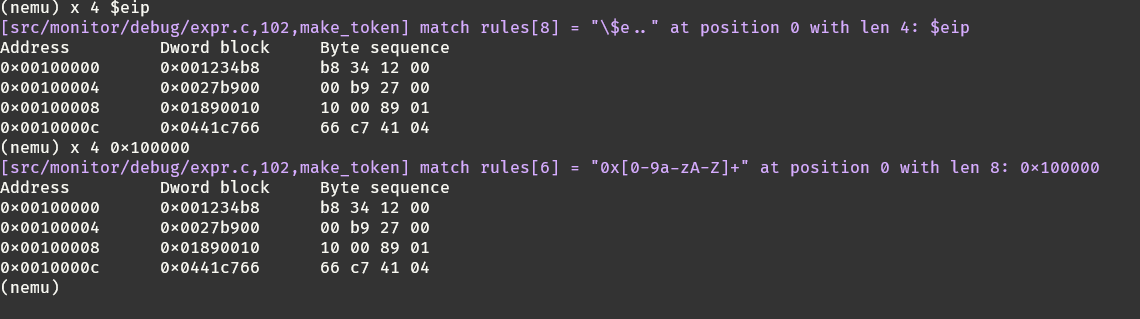 (nemu) x 4 $eip
[src/monitor/debug/expr.c,102,make_token] match rules[8] = "\$e.." at position 0 with len 4: $eip
Address         Dword block     Byte sequence
0x00100000      0x001234b8      b8 34 12 00
0x00100004      0x0027b900      00 b9 27 00
0x00100008      0x01890010      10 00 89 01
0x0010000c      0x0441c766      66 c7 41 04
(nemu) x 4 0x100000
[src/monitor/debug/expr.c,102,make_token] match rules[6] = "0x[0-9a-zA-Z]+" at position 0 with len 8: 0x100000
Address         Dword block     Byte sequence
0x00100000      0x001234b8      b8 34 12 00
0x00100004      0x0027b900      00 b9 27 00
0x00100008      0x01890010      10 00 89 01
0x0010000c      0x0441c766      66 c7 41 04
(nemu)